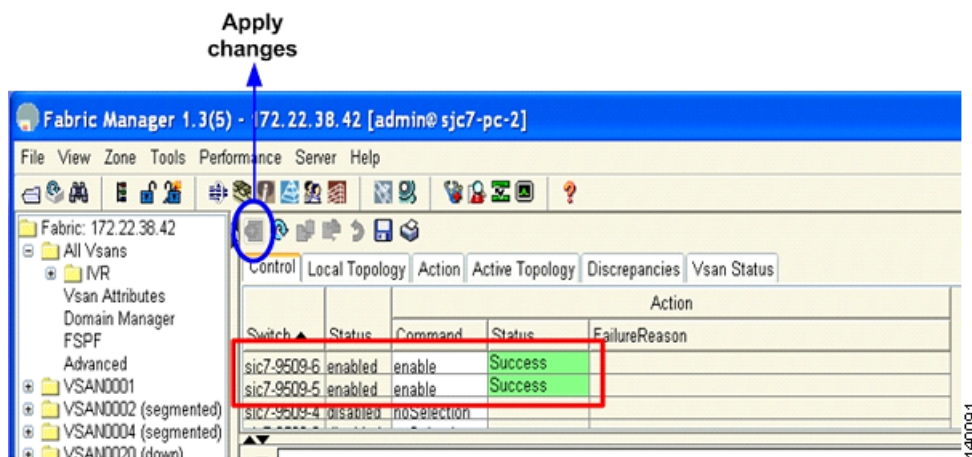 Apply
changes
Fabric Manager 1.3(5) - 172.22.38.42 [admin@sjc7-pc-2]
File View Zone Tools Performance Server Help
Fabric: 172.22.38.42
All Vsans
IVR
Vsan Attributes
Domain Manager
FSPF
Advanced
VSAN0001
VSAN0002 (segmented)
VSAN0004 (segmented)
VSAN0020 (down)
Control Local Topology Action Active Topology Discrepancies Vsan Status
Action
Switch Status Command Status FailureReason
sjc7-9509-6 enabled enable Success
sjc7-9509-5 enabled enable Success
sjc7-9509-4 disabled noSelection
140091